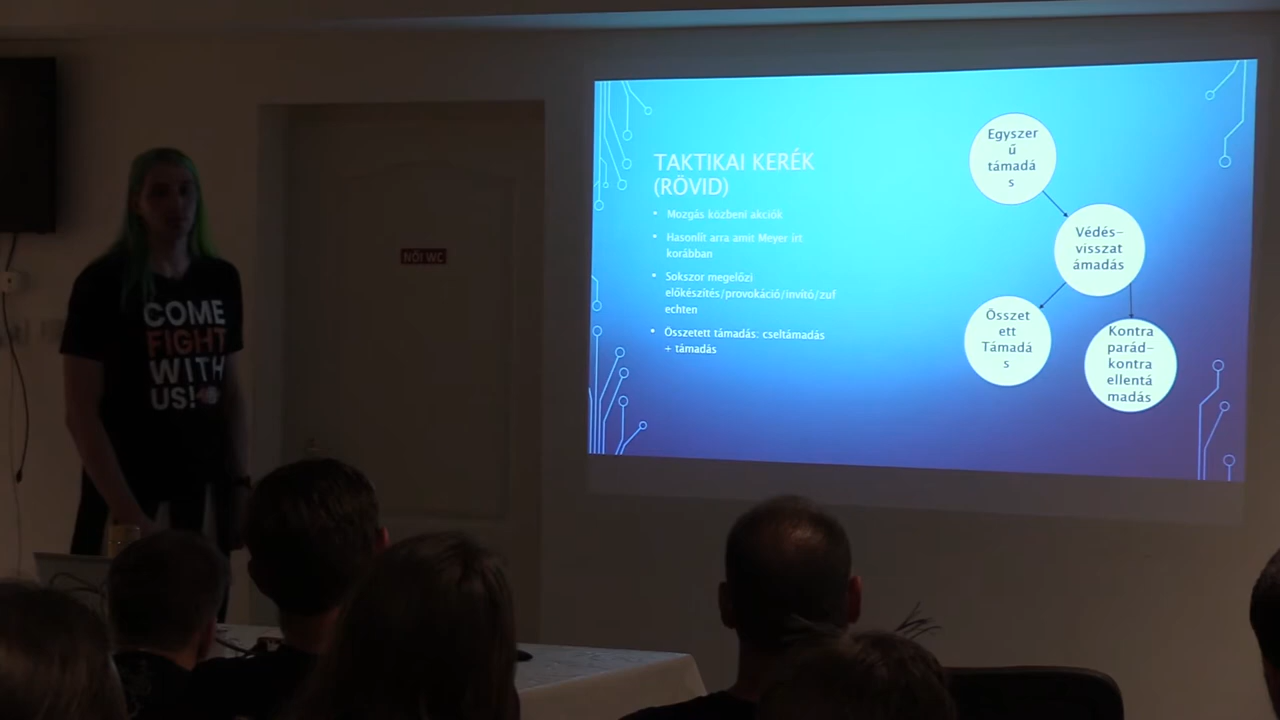 COME
FIGHT
WITH
US!
NŐI WC
TAKTIKAI KERÉK
(RÖVID)
Mozgás közbeni akciók
Hasonlít arra amit Meyer írt
korábban
Sokszor megelőzi
előkészítés/provokáció/invító/zuf
echten
Összetett támadás: cseltámadás
+ támadás
Egyszer
ű
támadá
s
Védés-
visszat
ámadás
Összet
ett
Támadá
s
Kontra
parád-
kontra
ellentá
madás